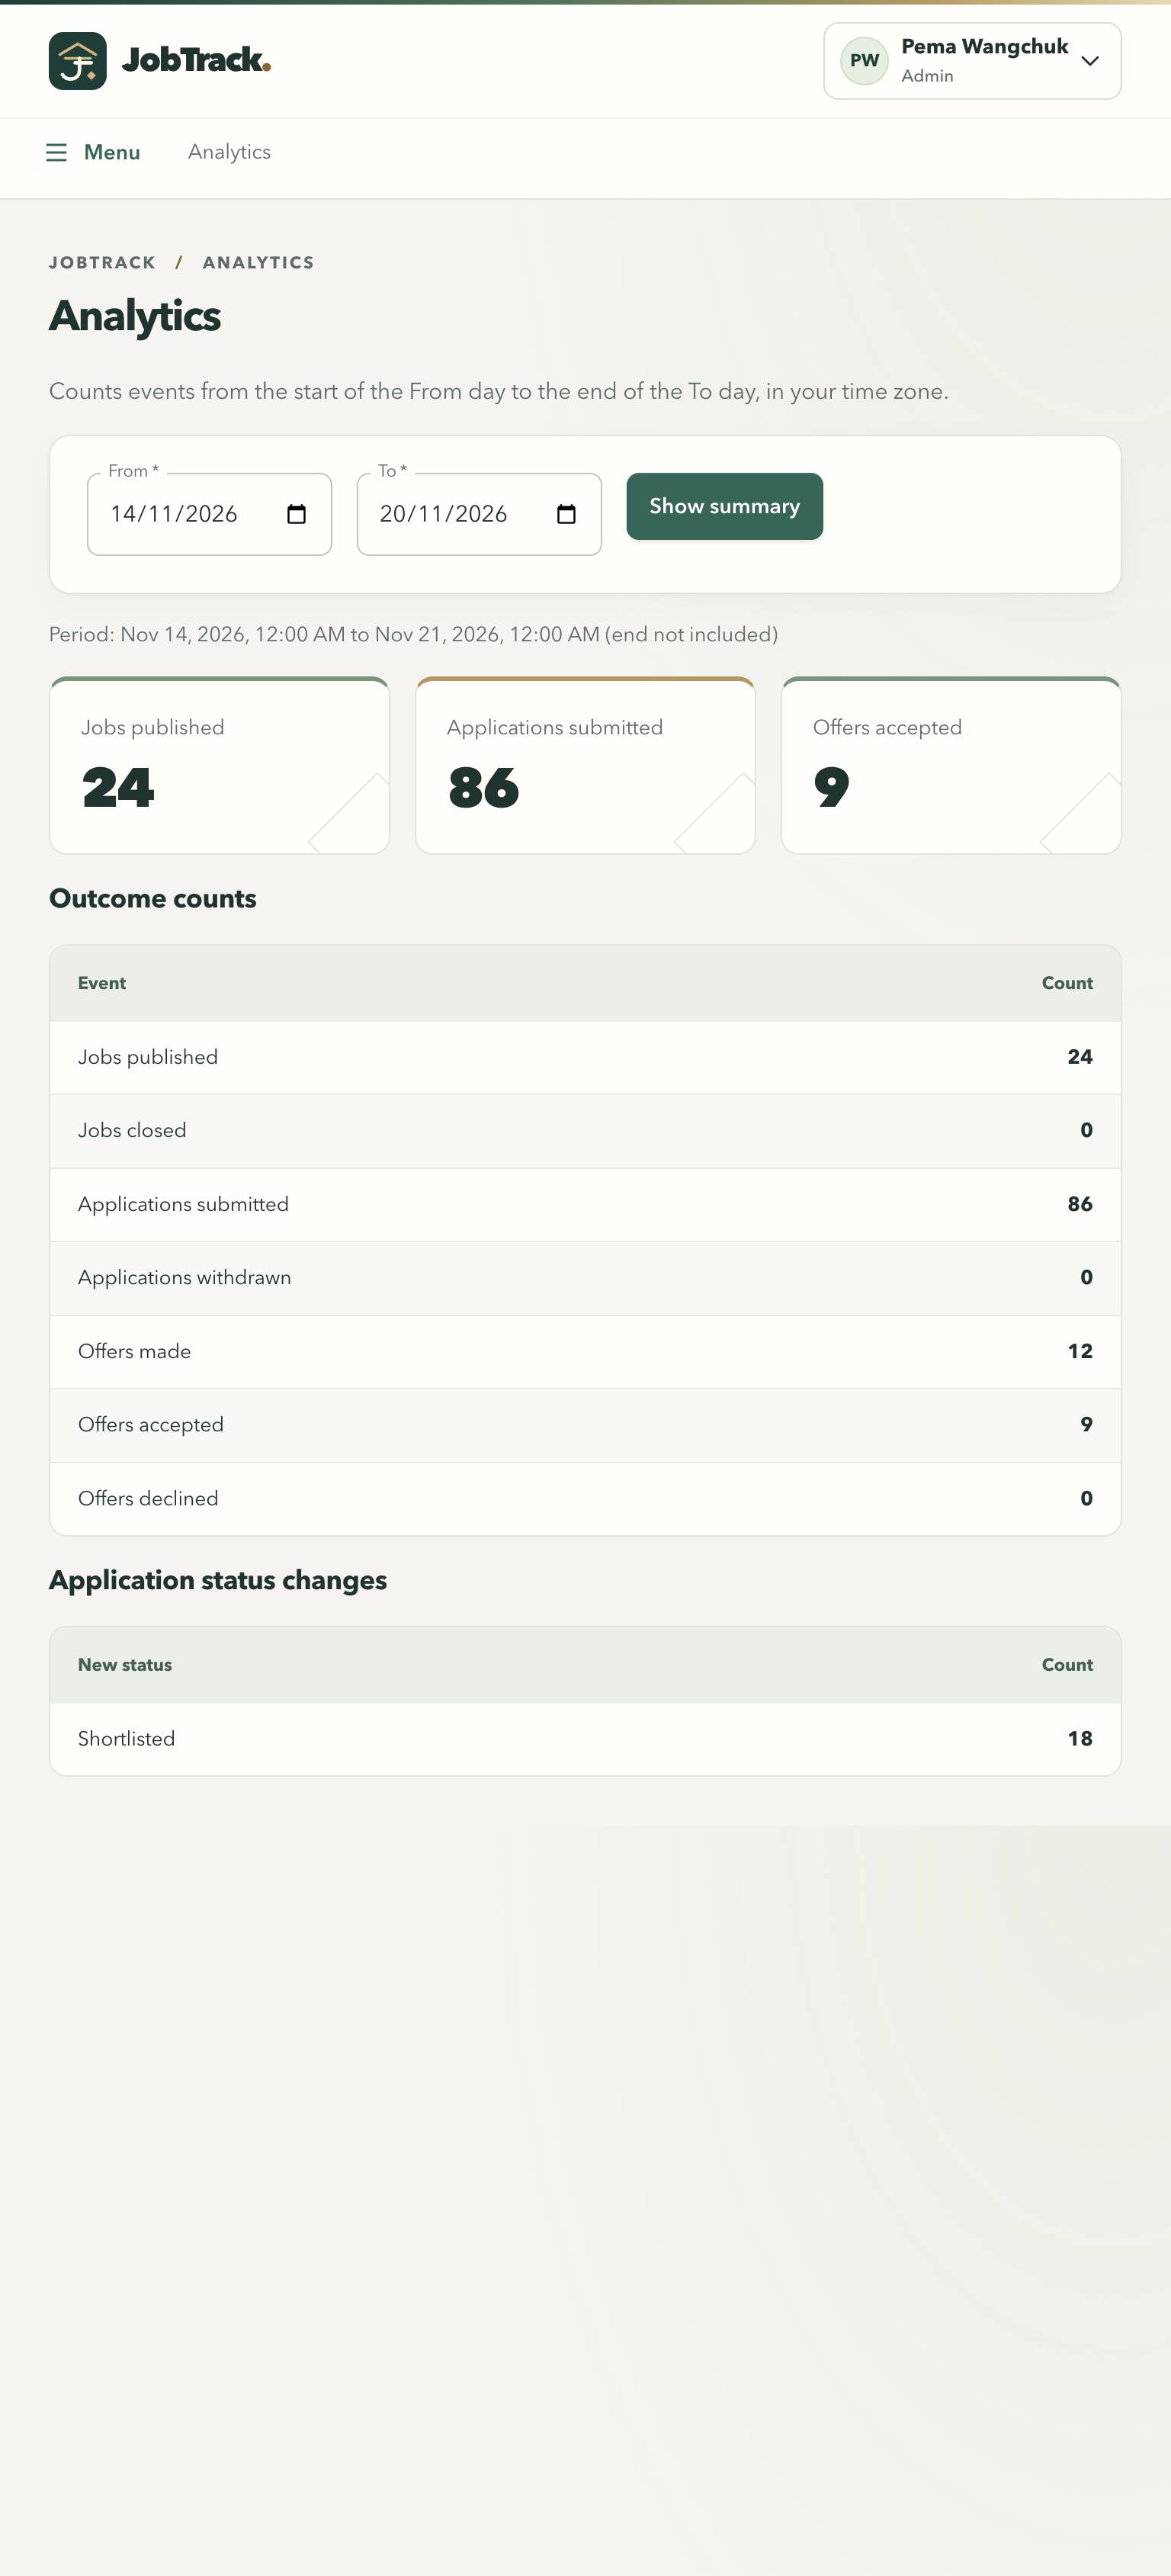 JobTrack.
PW
Pema Wangchuk
Admin
Menu
Analytics
JOBTRACK / ANALYTICS
Analytics
Counts events from the start of the From day to the end of the To day, in your time zone.
From *
14/11/2026
To *
20/11/2026
Show summary
Period: Nov 14, 2026, 12:00 AM to Nov 21, 2026, 12:00 AM (end not included)
Jobs published
24
Applications submitted
86
Offers accepted
9
Outcome counts
Event Count
Jobs published 24
Jobs closed 0
Applications submitted 86
Applications withdrawn 0
Offers made 12
Offers accepted 9
Offers declined 0
Application status changes
New status Count
Shortlisted 18